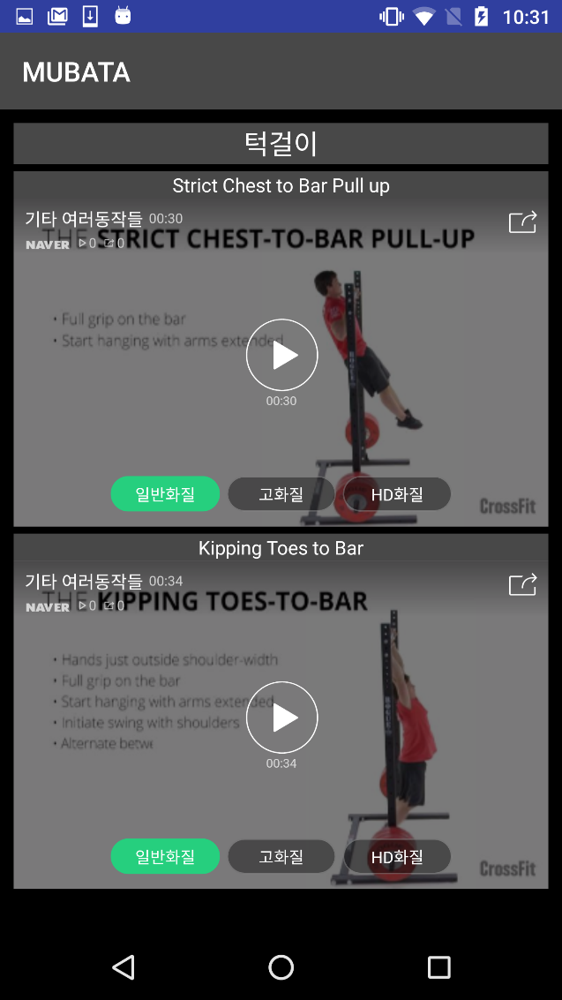 10:31
MUBATA
턱걸이
Strict Chest to Bar Pull up
기타 여러동작들 00:30
THE STRICT CHEST-TO-BAR PULL-UP
NAVER 0 0
• Full grip on the bar
• Start hanging with arms extended
00:30
일반화질 고화질 HD화질
CrossFit
Kipping Toes to Bar
기타 여러동작들 00:34
THE KIPPING TOES-TO-BAR
NAVER 0 0
• Hands just outside shoulder-width
• Full grip on the bar
• Start hanging with arms extended
• Initiate swing with shoulders
• Alternate betw
00:34
일반화질 고화질 HD화질
CrossFit